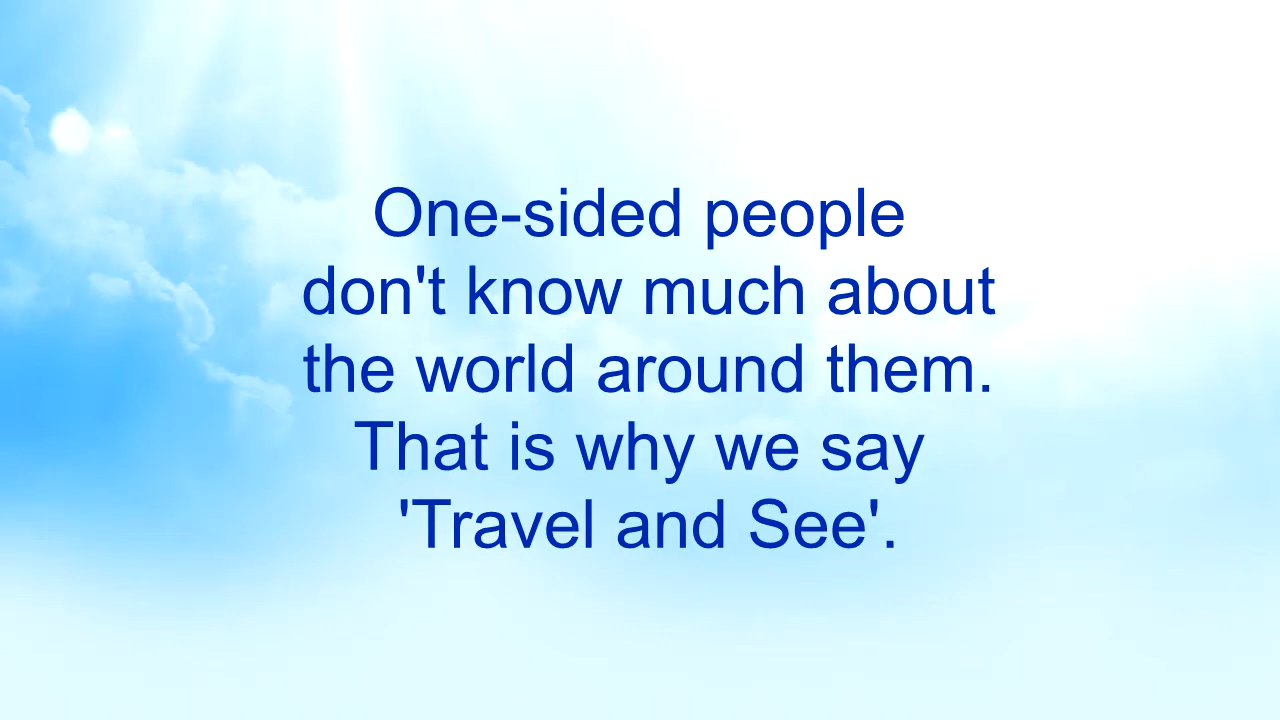 One-sided people
don't know much about
the world around them.
That is why we say
'Travel and See'.